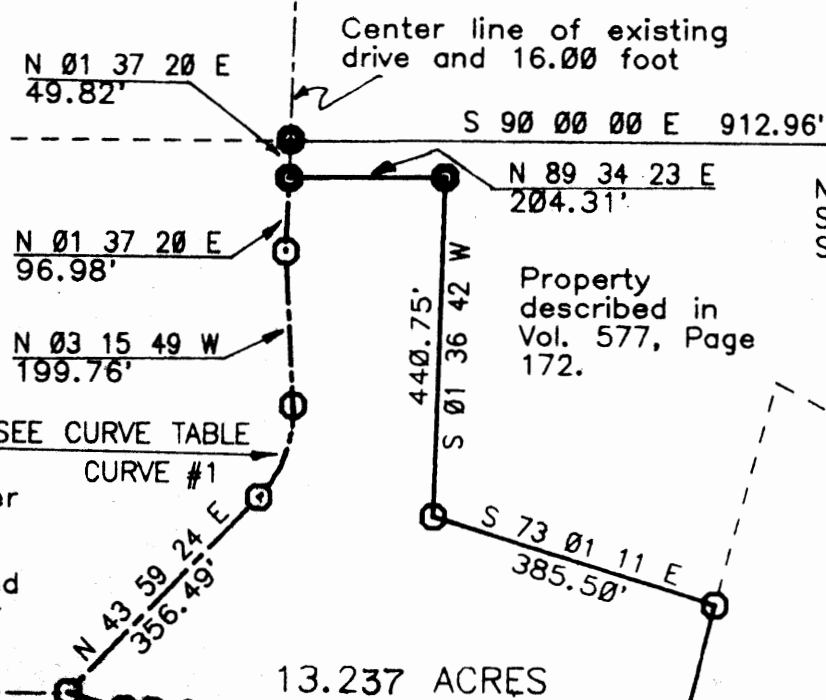 Center line of existing
drive and 16.00 foot
N 01 37 20 E
49.82'
S 90 00 00 E 912.96'
N 89 34 23 E
204.31'
N
S
S
N 01 37 20 E
96.98'
Property
described in
Vol. 577, Page
172.
440.75'
S 01 36 42 W
N 03 15 49 W
199.76'
SEE CURVE TABLE
CURVE #1
er
N 43 59 24 E
356.49'
S 73 01 11 E
385.50'
ed
13.237 ACRES